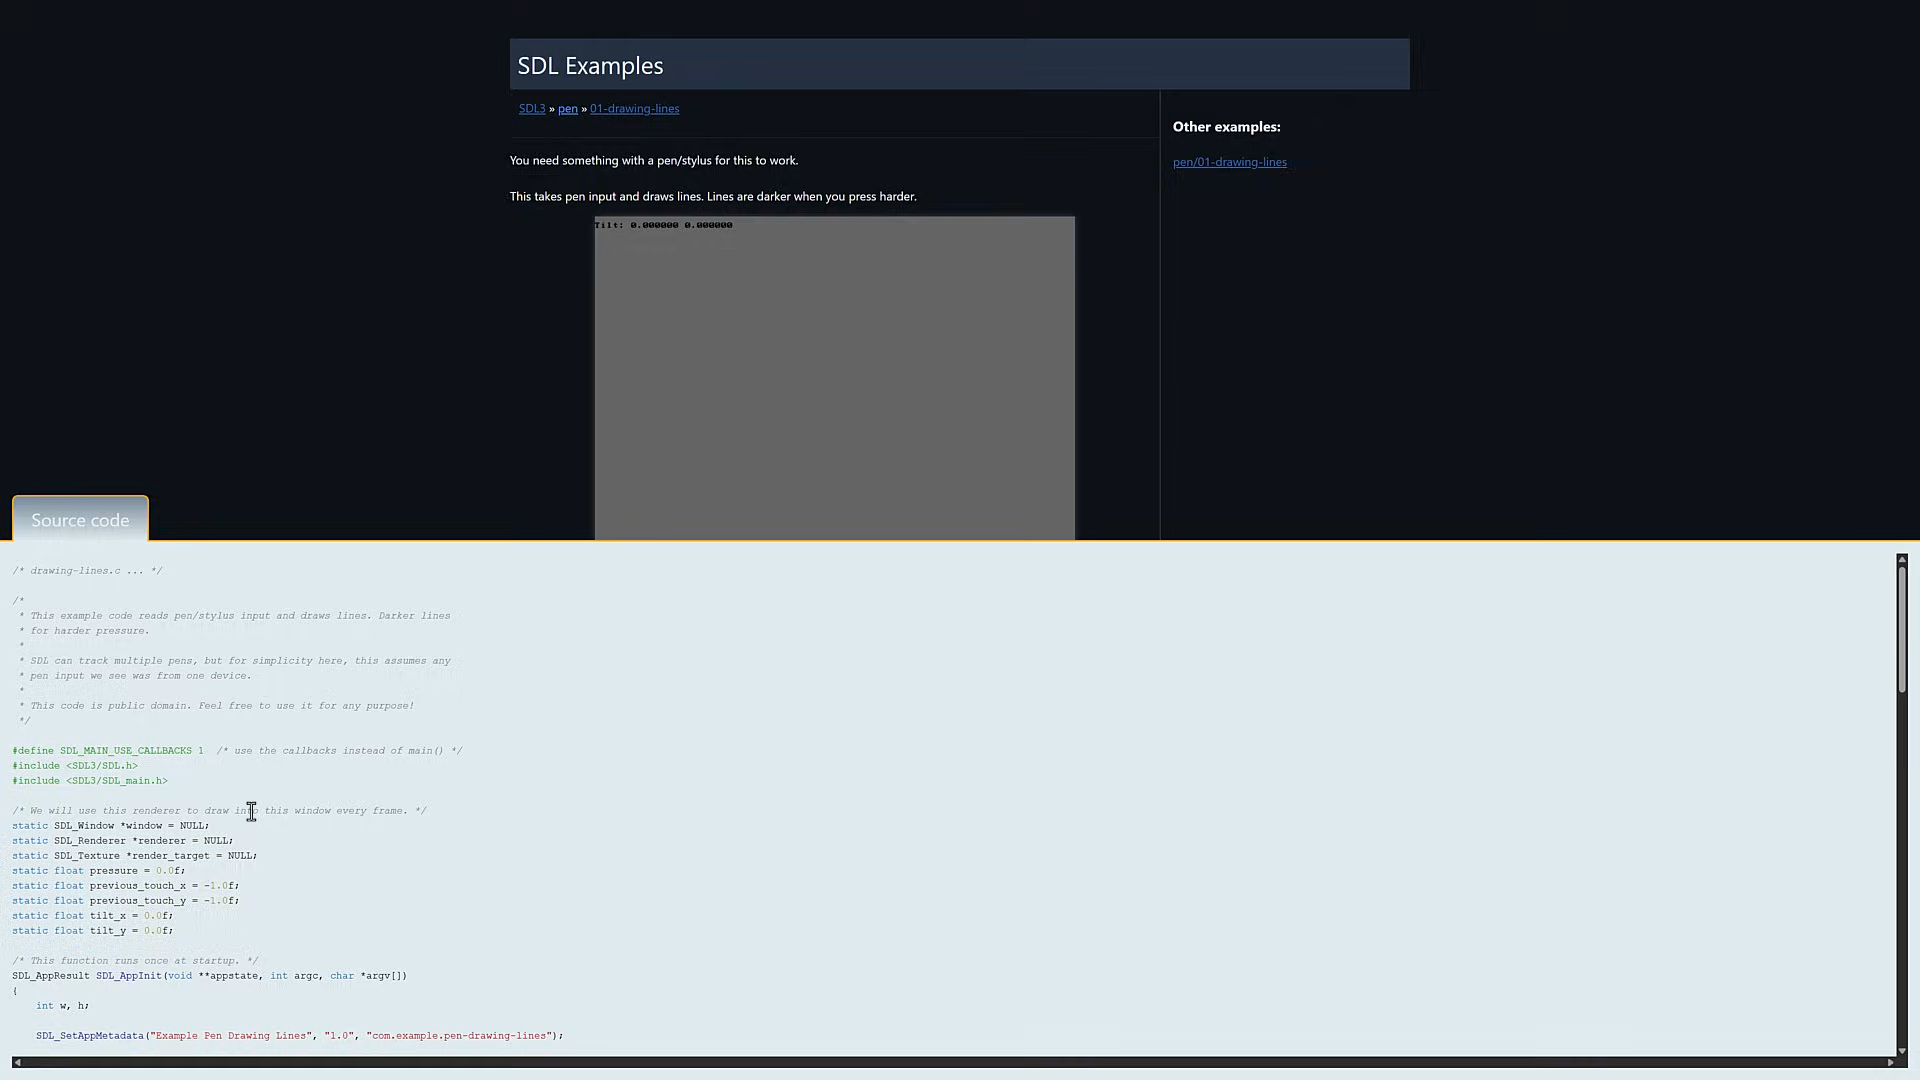 SDL Examples
SDL3 » pen » 01-drawing-lines
You need something with a pen/stylus for this to work.
This takes pen input and draws lines. Lines are darker when you press harder.
Tilt: 0.000000 0.000000
Other examples:
pen/01-drawing-lines
Source code
/* drawing-lines.c ... */
/*
 * This example code reads pen/stylus input and draws lines. Darker lines
 * for harder pressure.
 *
 * SDL can track multiple pens, but for simplicity here, this assumes any
 * pen input we see was from one device.
 *
 * This code is public domain. Feel free to use it for any purpose!
 */
#define SDL_MAIN_USE_CALLBACKS 1  /* use the callbacks instead of main() */
#include <SDL3/SDL.h>
#include <SDL3/SDL_main.h>
/* We will use this renderer to draw into this window every frame. */
static SDL_Window *window = NULL;
static SDL_Renderer *renderer = NULL;
static SDL_Texture *render_target = NULL;
static float pressure = 0.0f;
static float previous_touch_x = -1.0f;
static float previous_touch_y = -1.0f;
static float tilt_x = 0.0f;
static float tilt_y = 0.0f;
/* This function runs once at startup. */
SDL_AppResult SDL_AppInit(void **appstate, int argc, char *argv[])
{
    int w, h;
    SDL_SetAppMetadata("Example Pen Drawing Lines", "1.0", "com.example.pen-drawing-lines");